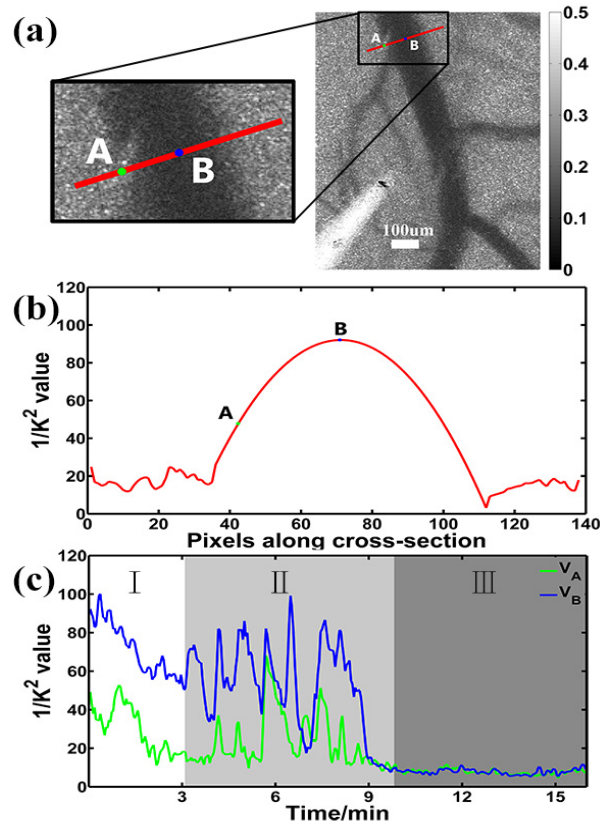 (a)
A
B
0.5
0.4
A
B
0.3
0.2
0.1
100um
0
(b)
120
100
80
60
40
20
0
1/K² value
A
B
0 20 40 60 80 100 120 140
Pixels along cross-section
(c)
120
100
80
60
40
20
0
1/K² value
I
II
III
V_A
V_B
3 6 9 12 15
Time/min